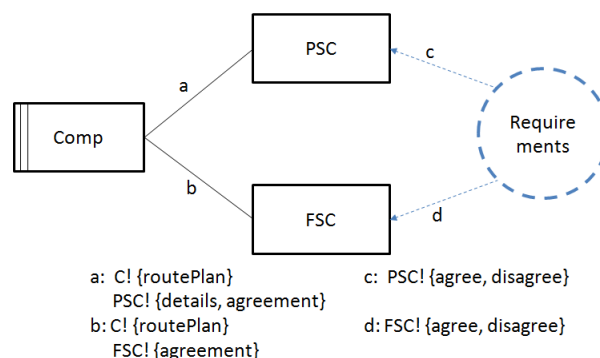 PSC
c
a
Comp
Require
ments
b
FSC
d
a: C! {routePlan}
PSC! {details, agreement}
b: C! {routePlan}
FSC! {agreement}
c: PSC! {agree, disagree}
d: FSC! {agree, disagree}